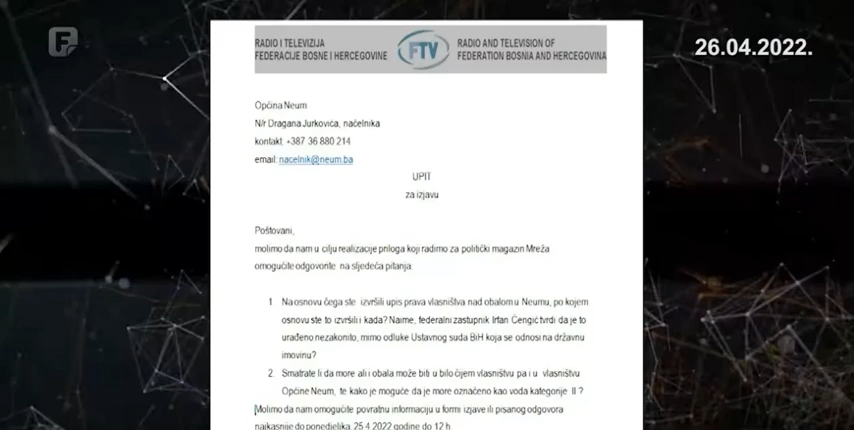 26.04.2022.
RADIO I TELEVIZIJA
FEDERACIJE BOSNE I HERCEGOVINE
FTV
RADIO AND TELEVISION OF
FEDERATION BOSNIA AND HERCEGOVINA
Općina Neum
N/r Dragana Jurkovića, načelnika
kontakt: +387 36 880 214
email: nacelnik@neum.ba
UPIT
za izjavu
Poštovani,
molimo da nam u cilju realizacije priloga koji radimo za politički magazin Mreža
omogućite odgovorite na sljedeća pitanja:
1 Na osnovu čega ste izvršili upis prava vlasništva nad obalom u Neumu, po kojem
osnovu ste to izvršili i kada? Naime, federalni zastupnik Irfan Čengić tvrdi da je to
urađeno nezakonito, mimo odluke Ustavnog suda BiH koja se odnosi na državnu
imovinu?
2. Smatrate li da more ali i obala može biti u bilo čijem vlasništvu pa i u vlasništvu
Općine Neum, te kako je moguće da je more označeno kao voda kategorije II ?
Molimo da nam omogućite povratnu informaciju u formi izjave ili pisanog odgovora
najkasnije do ponedjeljka, 25.4.2022 godine do 12 h.